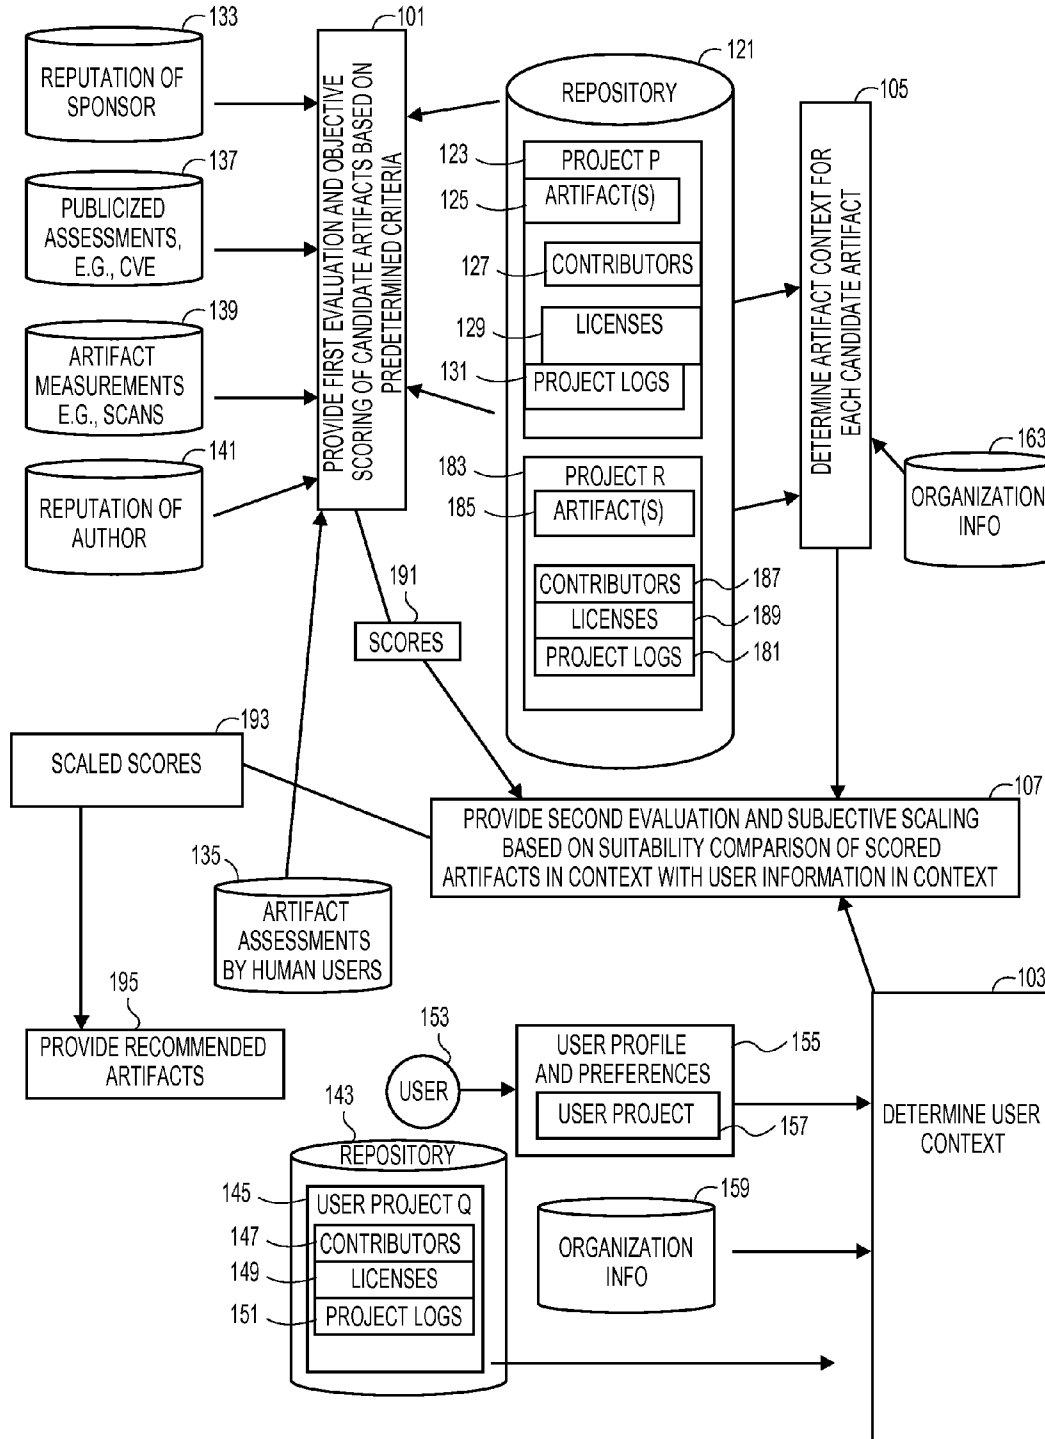 133
REPUTATION OF
SPONSOR
137
PUBLICIZED
ASSESSMENTS,
E.G., CVE
139
ARTIFACT
MEASUREMENTS
E.G., SCANS
141
REPUTATION OF
AUTHOR
101
PROVIDE FIRST EVALUATION AND OBJECTIVE
SCORING OF CANDIDATE ARTIFACTS BASED ON
PREDETERMINED CRITERIA
121
REPOSITORY
123
PROJECT P
125
ARTIFACT(S)
127
CONTRIBUTORS
129
LICENSES
131
PROJECT LOGS
183
PROJECT R
185
ARTIFACT(S)
CONTRIBUTORS
187
LICENSES
189
PROJECT LOGS
181
105
DETERMINE ARTIFACT CONTEXT FOR
EACH CANDIDATE ARTIFACT
163
ORGANIZATION
INFO
191
SCORES
193
SCALED SCORES
107
PROVIDE SECOND EVALUATION AND SUBJECTIVE SCALING
BASED ON SUITABILITY COMPARISON OF SCORED
ARTIFACTS IN CONTEXT WITH USER INFORMATION IN CONTEXT
135
ARTIFACT
ASSESSMENTS
BY HUMAN USERS
195
PROVIDE RECOMMENDED
ARTIFACTS
153
USER
155
USER PROFILE
AND PREFERENCES
USER PROJECT
157
103
DETERMINE USER
CONTEXT
143
REPOSITORY
145
USER PROJECT Q
147
CONTRIBUTORS
149
LICENSES
151
PROJECT LOGS
159
ORGANIZATION
INFO